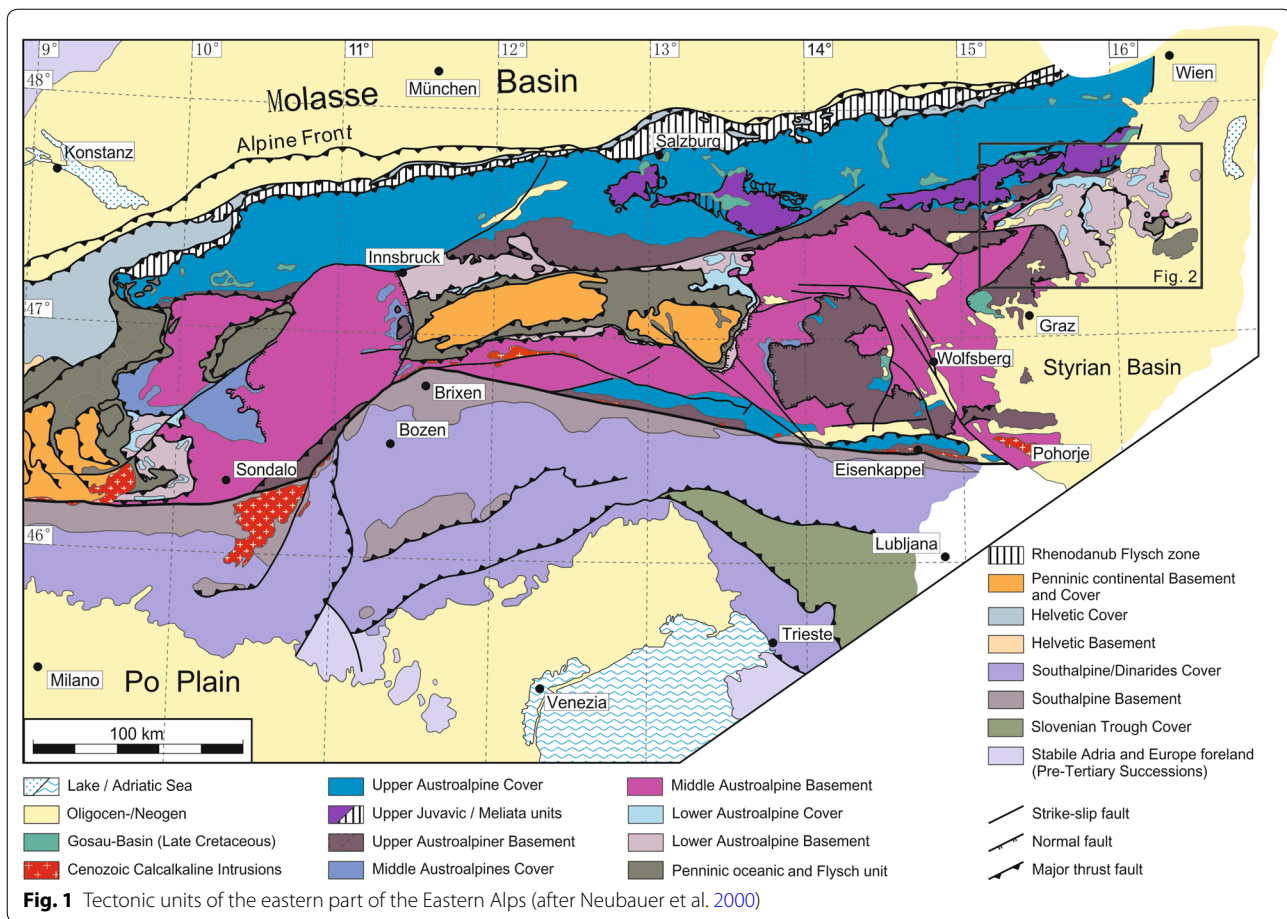 9°
10°
11°
12°
13°
14°
15°
16°
48°
München
Wien
Molasse Basin
Alpine Front
Konstanz
Salzburg
Innsbruck
Fig. 2
47°
Graz
Wolfsberg
Styrian Basin
Brixen
Bozen
Sondalo
Eisenkappel
Pohorje
46°
Lubljana
Trieste
Milano
Po Plain
Venezia
100 km
Rhenodanub Flysch zone
Penninic continental Basement
and Cover
Helvetic Cover
Helvetic Basement
Southalpine/Dinarides Cover
Southalpine Basement
Slovenian Trough Cover
Stabile Adria and Europe foreland
(Pre-Tertiary Successions)
Strike-slip fault
Normal fault
Major thrust fault
Lake / Adriatic Sea
Oligocen-/Neogen
Gosau-Basin (Late Cretaceous)
Cenozoic Calcalkaline Intrusions
Upper Austroalpine Cover
Upper Juvavic / Meliata units
Upper Austroalpiner Basement
Middle Austroalpines Cover
Middle Austroalpine Basement
Lower Austroalpine Cover
Lower Austroalpine Basement
Penninic oceanic and Flysch unit
Fig. 1 Tectonic units of the eastern part of the Eastern Alps (after Neubauer et al. 2000)